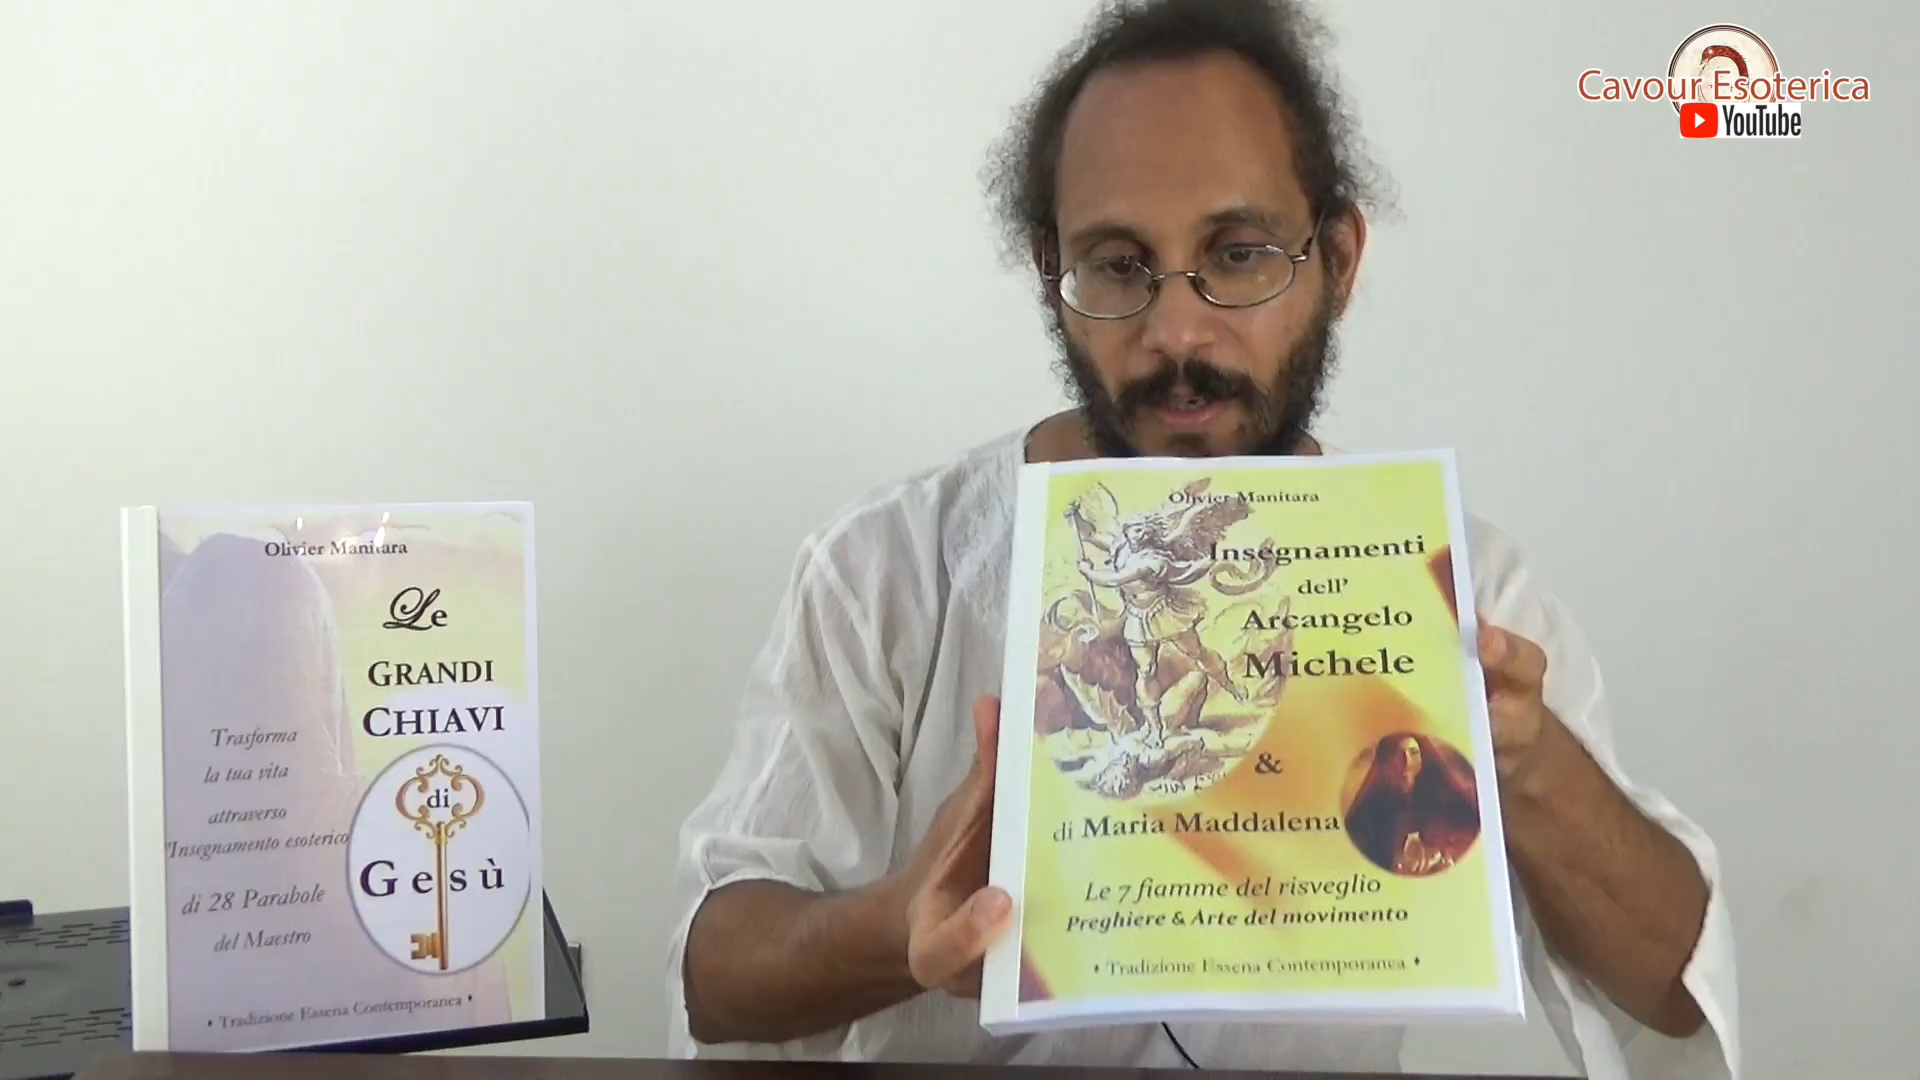 Cavour Esoterica
YouTube
Olivier Manitara
Le
GRANDI
CHIAVI
di
Gesù
Trasforma
la tua vita
attraverso
l'Insegnamento esoterico
di 28 Parabole
del Maestro
• Tradizione Essena Contemporanea •
Olivier Manitara
Insegnamenti
dell'
Arcangelo
Michele
&
di Maria Maddalena
Le 7 fiamme del risveglio
Preghiere & Arte del movimento
• Tradizione Essena Contemporanea •